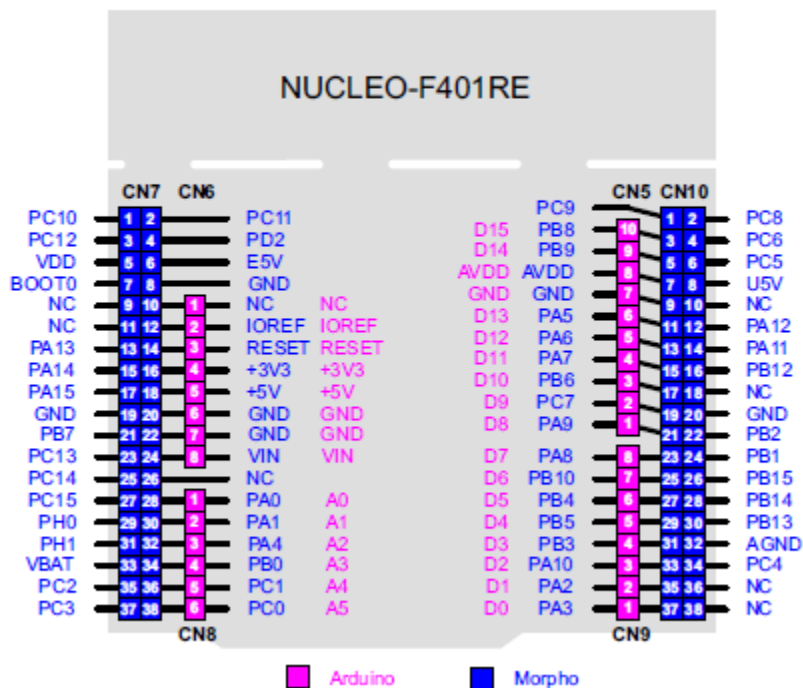 NUCLEO-F401RE
CN7 CN6 CN5 CN10
PC9
PC10 1 2 PC11 1 2 PC8
PC12 3 4 PD2 D15 PB8 10 3 4 PC6
VDD 5 6 E5V D14 PB9 9 5 6 PC5
BOOT0 7 8 GND AVDD AVDD 8 7 8 U5V
NC 9 10 1 NC NC GND GND 7 9 10 NC
NC 11 12 2 IOREF IOREF D13 PA5 6 11 12 PA12
PA13 13 14 3 RESET RESET D12 PA6 5 13 14 PA11
PA14 15 16 4 +3V3 +3V3 D11 PA7 4 15 16 PB12
PA15 17 18 5 +5V +5V D10 PB6 3 17 18 NC
GND 19 20 6 GND GND D9 PC7 2 19 20 GND
PB7 21 22 7 GND GND D8 PA9 1 21 22 PB2
PC13 23 24 8 VIN VIN D7 PA8 8 23 24 PB1
PC14 25 26 NC D6 PB10 7 25 26 PB15
PC15 27 28 1 PA0 A0 D5 PB4 6 27 28 PB14
PH0 29 30 2 PA1 A1 D4 PB5 5 29 30 PB13
PH1 31 32 3 PA4 A2 D3 PB3 4 31 32 AGND
VBAT 33 34 4 PB0 A3 D2 PA10 3 33 34 PC4
PC2 35 36 5 PC1 A4 D1 PA2 2 35 36 NC
PC3 37 38 6 PC0 A5 D0 PA3 1 37 38 NC
CN8 CN9
Arduino Morpho